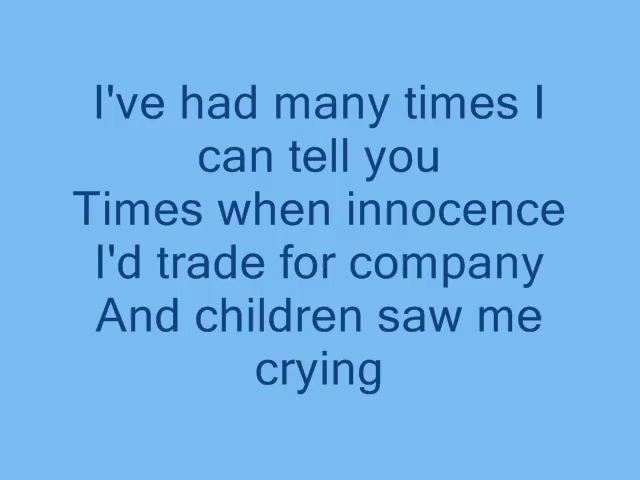 I've had many times I
can tell you
Times when innocence
I'd trade for company
And children saw me
crying